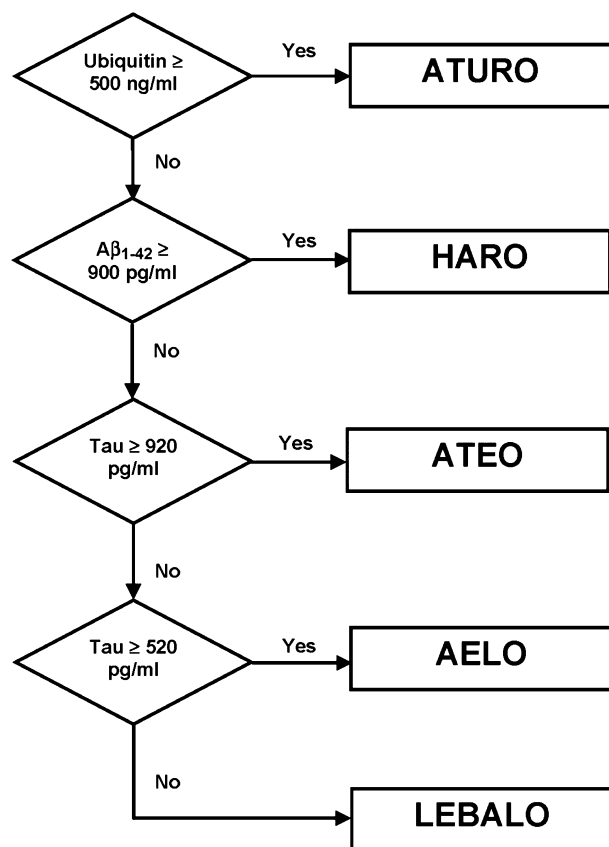 Ubiquitin ≥
500 ng/ml
Yes
ATURO
No
Aβ1-42 ≥
900 pg/ml
Yes
HARO
No
Tau ≥ 920
pg/ml
Yes
ATEO
No
Tau ≥ 520
pg/ml
Yes
AELO
No
LEBALO